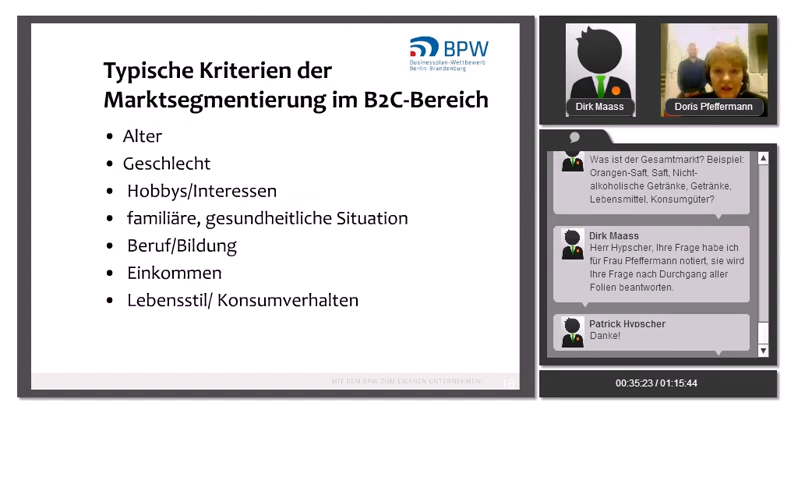 BPW
Businessplan-Wettbewerb
Berlin-Brandenburg
Typische Kriterien der
Marktsegmentierung im B2C-Bereich
• Alter
• Geschlecht
• Hobbys/Interessen
• familiäre, gesundheitliche Situation
• Beruf/Bildung
• Einkommen
• Lebensstil/ Konsumverhalten
MIT DEM BPW ZUM EIGENEN UNTERNEHMEN!
16
Dirk Maass
Doris Pfeffermann
Was ist der Gesamtmarkt? Beispiel:
Orangen-Saft, Saft, Nicht-
alkoholische Getränke, Getränke,
Lebensmittel, Konsumgüter?
Dirk Maass
Herr Hypscher, Ihre Frage habe ich
für Frau Pfeffermann notiert, sie wird
Ihre Frage nach Durchgang aller
Folien beantworten.
Patrick Hypscher
Danke!
00:35:23 / 01:15:44